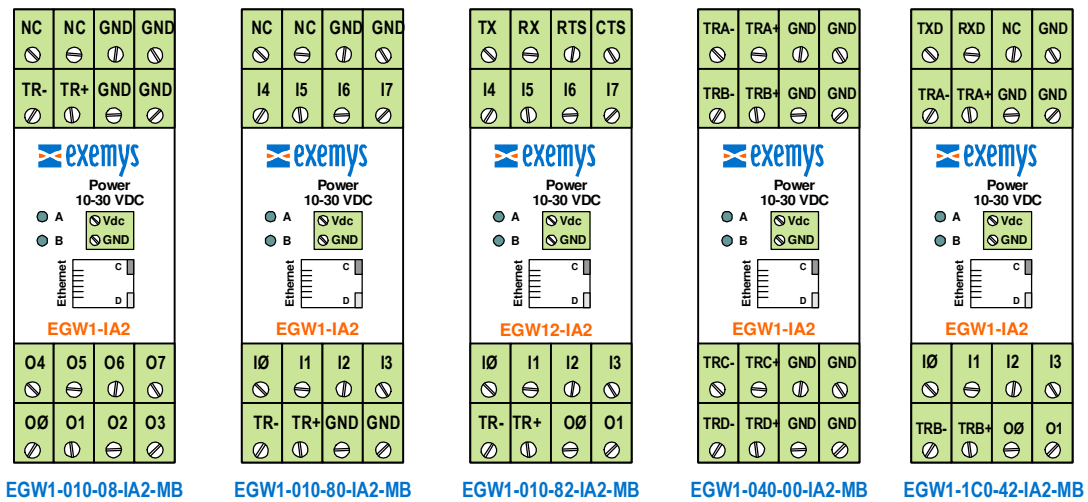 NC NC GND GND
TR- TR+ GND GND
exemys
Power
10-30 VDC
A
Vdc
B
GND
Ethernet
C
D
EGW1-IA2
O4 O5 O6 O7
OØ O1 O2 O3
EGW1-010-08-IA2-MB
NC NC GND GND
I4 I5 I6 I7
exemys
Power
10-30 VDC
A
Vdc
B
GND
Ethernet
C
D
EGW1-IA2
IØ I1 I2 I3
TR- TR+ GND GND
EGW1-010-80-IA2-MB
TX RX RTS CTS
I4 I5 I6 I7
exemys
Power
10-30 VDC
A
Vdc
B
GND
Ethernet
C
D
EGW12-IA2
IØ I1 I2 I3
TR- TR+ OØ O1
EGW1-010-82-IA2-MB
TRA- TRA+ GND GND
TRB- TRB+ GND GND
exemys
Power
10-30 VDC
A
Vdc
B
GND
Ethernet
C
D
EGW1-IA2
TRC- TRC+ GND GND
TRD- TRD+ GND GND
EGW1-040-00-IA2-MB
TXD RXD NC GND
TRA- TRA+ GND GND
exemys
Power
10-30 VDC
A
Vdc
B
GND
Ethernet
C
D
EGW1-IA2
IØ I1 I2 I3
TRB- TRB+ OØ O1
EGW1-1C0-42-IA2-MB